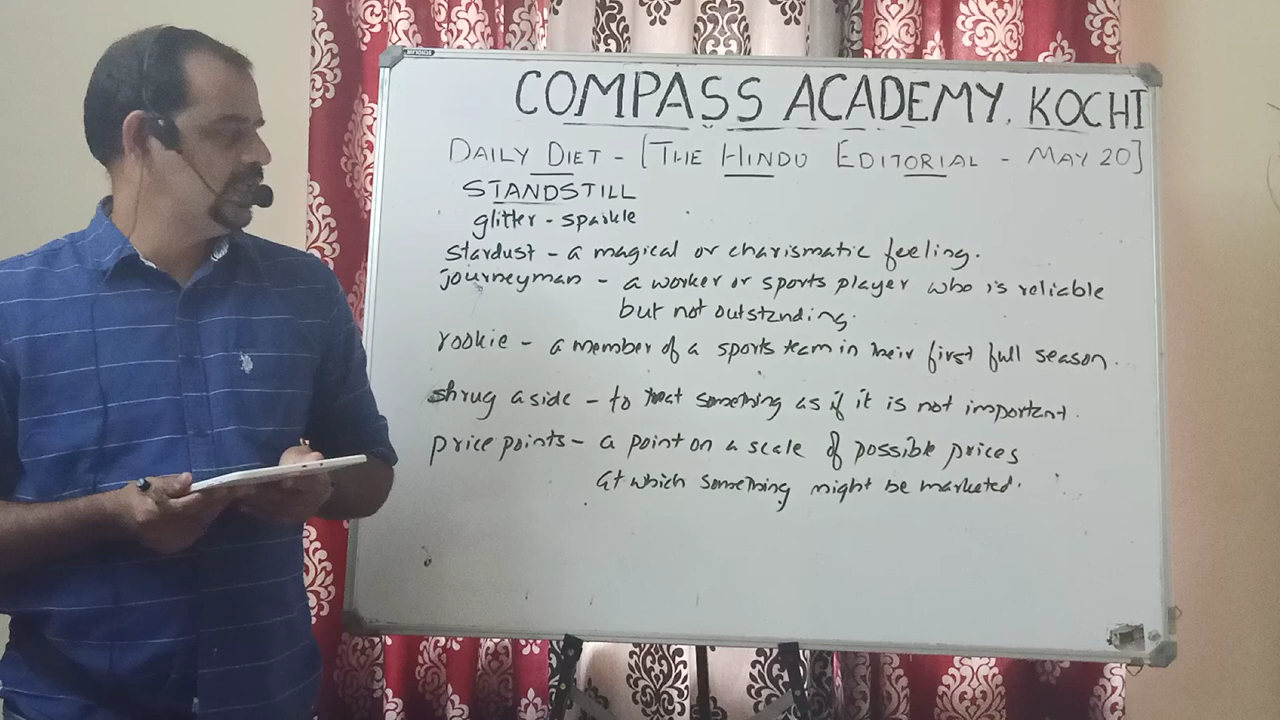 COMPASS ACADEMY, KOCHI
DAILY DIET - [THE HINDU EDITORIAL - MAY 20]
STANDSTILL
glitter - sparkle
stardust - a magical or charismatic feeling.
journeyman - a worker or sports player who is reliable
but not outstanding.
rookie - a member of a sports team in their first full season.
shrug aside - to treat something as if it is not important.
price points - a point on a scale of possible prices
at which something might be marketed.